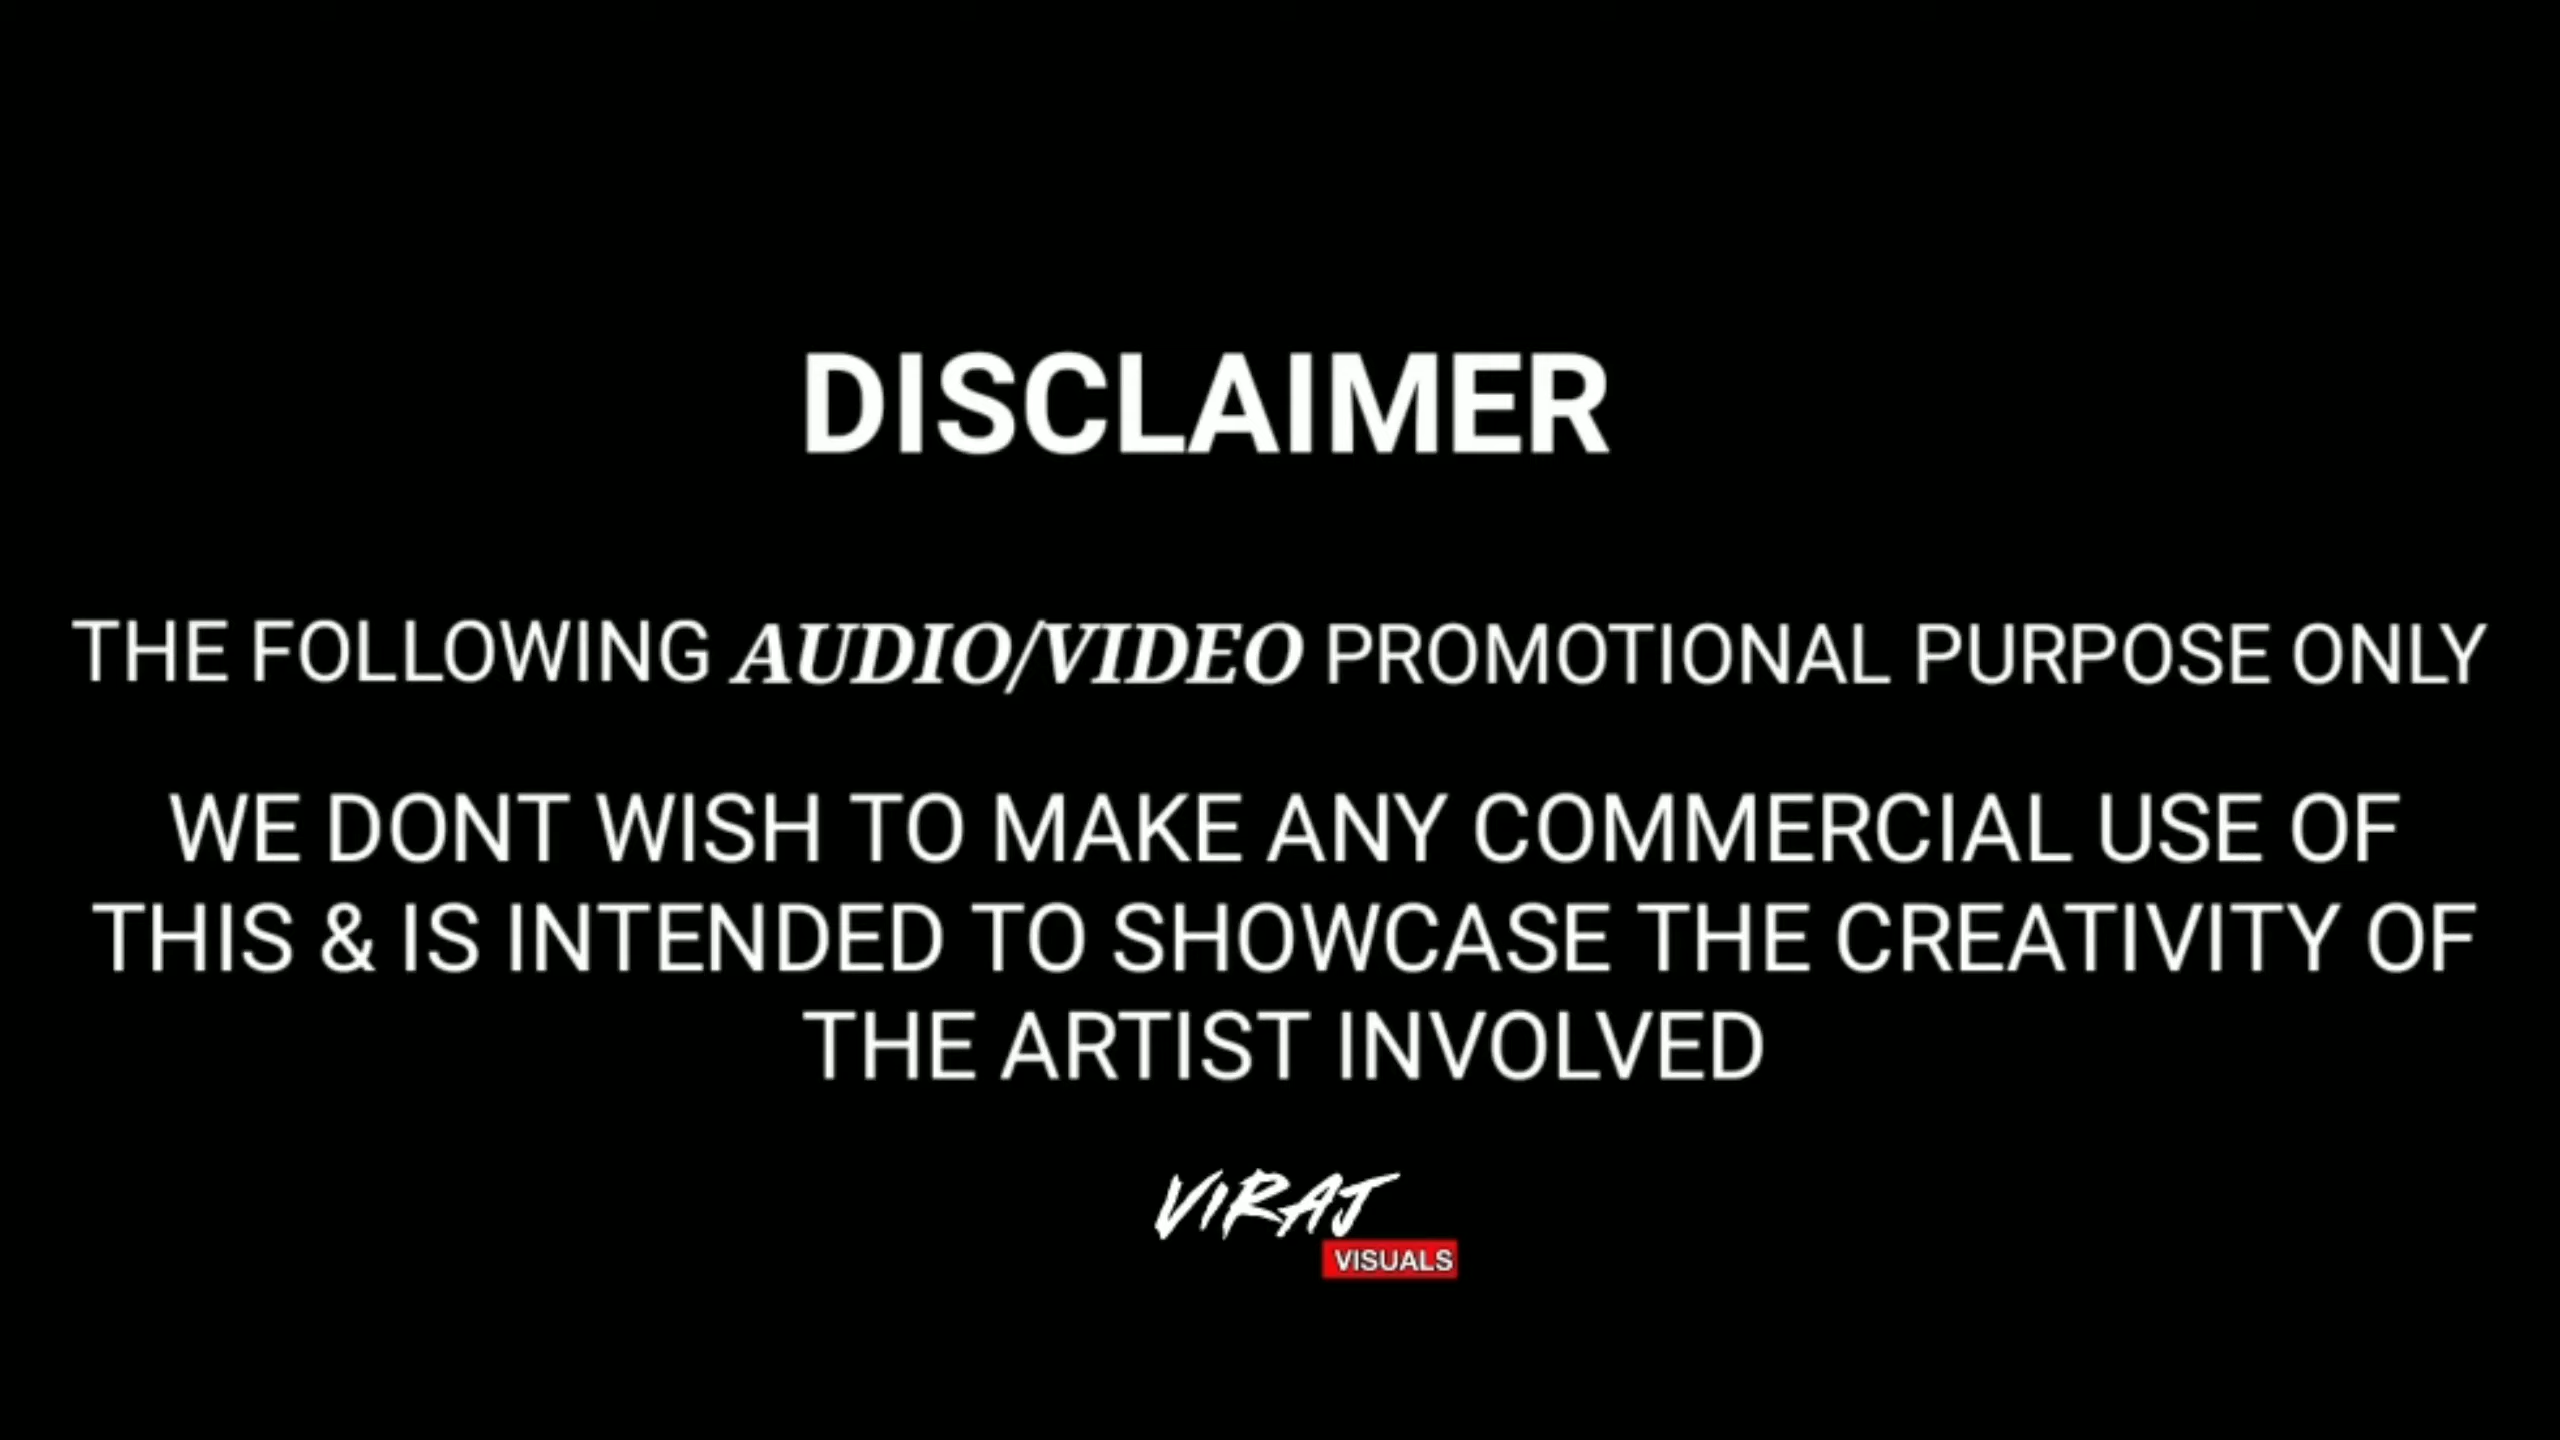 DISCLAIMER
THE FOLLOWING AUDIO/VIDEO PROMOTIONAL PURPOSE ONLY
WE DONT WISH TO MAKE ANY COMMERCIAL USE OF
THIS & IS INTENDED TO SHOWCASE THE CREATIVITY OF
THE ARTIST INVOLVED
VIRAJ
VISUALS